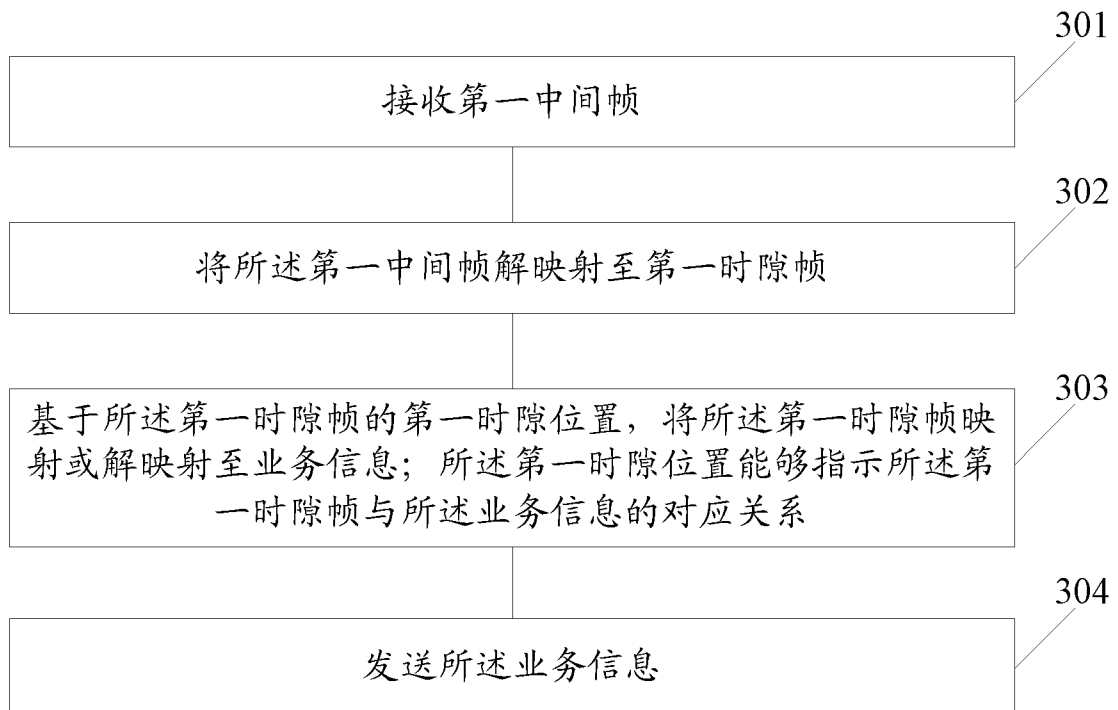 301
接收第一中间帧
302
将所述第一中间帧解映射至第一时隙帧
303
基于所述第一时隙帧的第一时隙位置，将所述第一时隙帧映
射或解映射至业务信息；所述第一时隙位置能够指示所述第
一时隙帧与所述业务信息的对应关系
304
发送所述业务信息